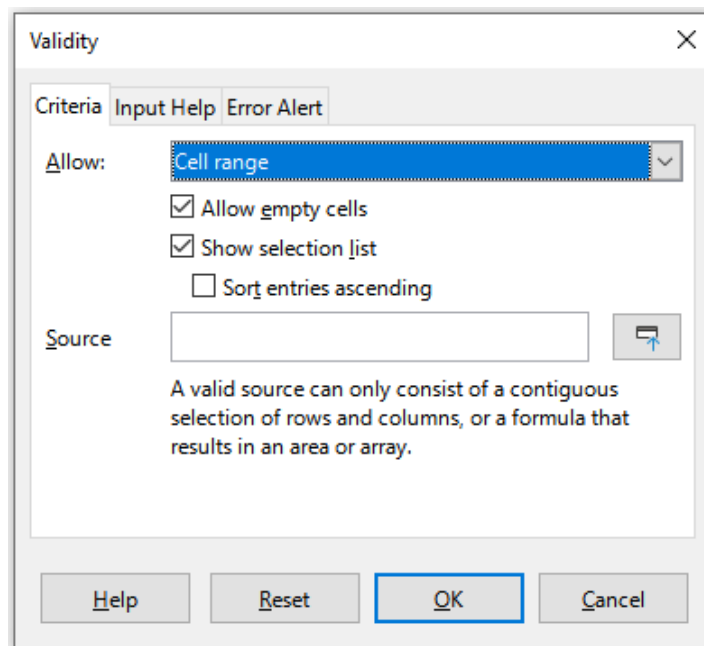 Validity
Criteria Input Help Error Alert
Allow: Cell range
Allow empty cells
Show selection list
Sort entries ascending
Source
A valid source can only consist of a contiguous
selection of rows and columns, or a formula that
results in an area or array.
Help Reset OK Cancel